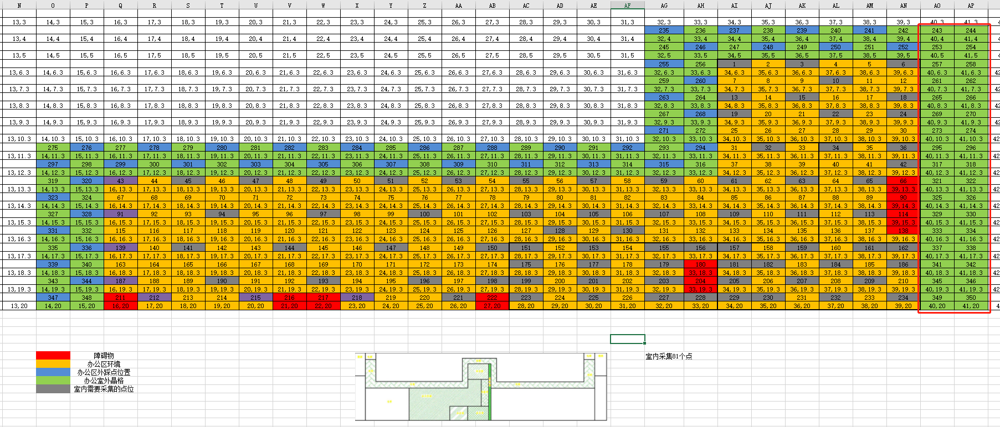 N O P Q R S T U V W X Y Z AA AB AC AD AE AF AG AH AI AJ AK AL AM AN AO AP
13,3 14,3 15,3 16,3 17,3 18,3 19,3 20,3 21,3 22,3 23,3 24,3 25,3 26,3 27,3 28,3 29,3 30,3 31,3 32,3 33,3 34,3 35,3 36,3 37,3 38,3 39,3 40,3 41,3
235 236 237 238 239 240 241 242 243 244
13,4 14,4 15,4 16,4 17,4 18,4 19,4 20,4 21,4 22,4 23,4 24,4 25,4 26,4 27,4 28,4 29,4 30,4 31,4 32,4 33,4 34,4 35,4 36,4 37,4 38,4 39,4 40,4 41,4
245 246 247 248 249 250 251 252 253 254
13,5 14,5 15,5 16,5 17,5 18,5 19,5 20,5 21,5 22,5 23,5 24,5 25,5 26,5 27,5 28,5 29,5 30,5 31,5 32,5 33,5 34,5 35,5 36,5 37,5 38,5 39,5 40,5 41,5
255 256 1 2 3 4 5 6 257 258
13,6.3 14,6.3 15,6.3 16,6.3 17,6.3 18,6.3 19,6.3 20,6.3 21,6.3 22,6.3 23,6.3 24,6.3 25,6.3 26,6.3 27,6.3 28,6.3 29,6.3 30,6.3 31,6.3 32,6.3 33,6.3 34,6.3 35,6.3 36,6.3 37,6.3 38,6.3 39,6.3 40,6.3 41,6.3 42
259 260 7 8 9 10 11 12 261 262
13,7.3 14,7.3 15,7.3 16,7.3 17,7.3 18,7.3 19,7.3 20,7.3 21,7.3 22,7.3 23,7.3 24,7.3 25,7.3 26,7.3 27,7.3 28,7.3 29,7.3 30,7.3 31,7.3 32,7.3 33,7.3 34,7.3 35,7.3 36,7.3 37,7.3 38,7.3 39,7.3 40,7.3 41,7.3 42
263 264 13 14 15 16 17 18 265 266
13,8.3 14,8.3 15,8.3 16,8.3 17,8.3 18,8.3 19,8.3 20,8.3 21,8.3 22,8.3 23,8.3 24,8.3 25,8.3 26,8.3 27,8.3 28,8.3 29,8.3 30,8.3 31,8.3 32,8.3 33,8.3 34,8.3 35,8.3 36,8.3 37,8.3 38,8.3 39,8.3 40,8.3 41,8.3 42
267 268 19 20 21 22 23 24 269 270
13,9.3 14,9.3 15,9.3 16,9.3 17,9.3 18,9.3 19,9.3 20,9.3 21,9.3 22,9.3 23,9.3 24,9.3 25,9.3 26,9.3 27,9.3 28,9.3 29,9.3 30,9.3 31,9.3 32,9.3 33,9.3 34,9.3 35,9.3 36,9.3 37,9.3 38,9.3 39,9.3 40,9.3 41,9.3 42
271 272 25 26 27 28 29 30 273 274
13,10.3 14,10.3 15,10.3 16,10.3 17,10.3 18,10.3 19,10.3 20,10.3 21,10.3 22,10.3 23,10.3 24,10.3 25,10.3 26,10.3 27,10.3 28,10.3 29,10.3 30,10.3 31,10.3 32,10.3 33,10.3 34,10.3 35,10.3 36,10.3 37,10.3 38,10.3 39,10.3 40,10.3 41,10.3 42
275 276 277 278 279 280 281 282 283 284 285 286 287 288 289 290 291 292 293 294 31 32 33 34 35 36 295 296
13,11.3 14,11.3 15,11.3 16,11.3 17,11.3 18,11.3 19,11.3 20,11.3 21,11.3 22,11.3 23,11.3 24,11.3 25,11.3 26,11.3 27,11.3 28,11.3 29,11.3 30,11.3 31,11.3 32,11.3 33,11.3 34,11.3 35,11.3 36,11.3 37,11.3 38,11.3 39,11.3 40,11.3 41,11.3 42
297 298 299 300 301 302 303 304 305 306 307 308 309 310 311 312 313 314 315 316 37 38 39 40 41 42 317 318
13,12.3 14,12.3 15,12.3 16,12.3 17,12.3 18,12.3 19,12.3 20,12.3 21,12.3 22,12.3 23,12.3 24,12.3 25,12.3 26,12.3 27,12.3 28,12.3 29,12.3 30,12.3 31,12.3 32,12.3 33,12.3 34,12.3 35,12.3 36,12.3 37,12.3 38,12.3 39,12.3 40,12.3 41,12.3 42
319 320 43 44 45 46 47 48 49 50 51 52 53 54 55 56 57 58 59 60 61 62 63 64 65 66 321 322
13,13.3 14,13.3 15,13.3 16,13.3 17,13.3 18,13.3 19,13.3 20,13.3 21,13.3 22,13.3 23,13.3 24,13.3 25,13.3 26,13.3 27,13.3 28,13.3 29,13.3 30,13.3 31,13.3 32,13.3 33,13.3 34,13.3 35,13.3 36,13.3 37,13.3 38,13.3 39,13.3 40,13.3 41,13.3 42
323 324 67 68 69 70 71 72 73 74 75 76 77 78 79 80 81 82 83 84 85 86 87 88 89 90 325 326
13,14.3 14,14.3 15,14.3 16,14.3 17,14.3 18,14.3 19,14.3 20,14.3 21,14.3 22,14.3 23,14.3 24,14.3 25,14.3 26,14.3 27,14.3 28,14.3 29,14.3 30,14.3 31,14.3 32,14.3 33,14.3 34,14.3 35,14.3 36,14.3 37,14.3 38,14.3 39,14.3 40,14.3 41,14.3 42
327 328 91 92 93 94 95 96 97 98 99 100 101 102 103 104 105 106 107 108 109 110 111 112 113 114 329 330
13,15.3 14,15.3 15,15.3 16,15.3 17,15.3 18,15.3 19,15.3 20,15.3 21,15.3 22,15.3 23,15.3 24,15.3 25,15.3 26,15.3 27,15.3 28,15.3 29,15.3 30,15.3 31,15.3 32,15.3 33,15.3 34,15.3 35,15.3 36,15.3 37,15.3 38,15.3 39,15.3 40,15.3 41,15.3 42
331 332 115 116 117 118 119 120 121 122 123 124 125 126 127 128 129 130 131 132 133 134 135 136 137 138 333 334
13,16.3 14,16.3 15,16.3 16,16.3 17,16.3 18,16.3 19,16.3 20,16.3 21,16.3 22,16.3 23,16.3 24,16.3 25,16.3 26,16.3 27,16.3 28,16.3 29,16.3 30,16.3 31,16.3 32,16.3 33,16.3 34,16.3 35,16.3 36,16.3 37,16.3 38,16.3 39,16.3 40,16.3 41,16.3 42
335 336 139 140 141 142 143 144 145 146 147 148 149 150 151 152 153 154 155 156 157 158 159 160 161 162 337 338
13,17.3 14,17.3 15,17.3 16,17.3 17,17.3 18,17.3 19,17.3 20,17.3 21,17.3 22,17.3 23,17.3 24,17.3 25,17.3 26,17.3 27,17.3 28,17.3 29,17.3 30,17.3 31,17.3 32,17.3 33,17.3 34,17.3 35,17.3 36,17.3 37,17.3 38,17.3 39,17.3 40,17.3 41,17.3 42
339 340 163 164 165 166 167 168 169 170 171 172 173 174 175 176 177 178 179 180 181 182 183 184 185 186 341 342
13,18.3 14,18.3 15,18.3 16,18.3 17,18.3 18,18.3 19,18.3 20,18.3 21,18.3 22,18.3 23,18.3 24,18.3 25,18.3 26,18.3 27,18.3 28,18.3 29,18.3 30,18.3 31,18.3 32,18.3 33,18.3 34,18.3 35,18.3 36,18.3 37,18.3 38,18.3 39,18.3 40,18.3 41,18.3 42
343 344 187 188 189 190 191 192 193 194 195 196 197 198 199 200 201 202 203 204 205 206 207 208 209 210 345 346
13,19.3 14,19.3 15,19.3 16,19.3 17,19.3 18,19.3 19,19.3 20,19.3 21,19.3 22,19.3 23,19.3 24,19.3 25,19.3 26,19.3 27,19.3 28,19.3 29,19.3 30,19.3 31,19.3 32,19.3 33,19.3 34,19.3 35,19.3 36,19.3 37,19.3 38,19.3 39,19.3 40,19.3 41,19.3 42
347 348 211 212 213 214 215 216 217 218 219 220 221 222 223 224 225 226 227 228 229 230 231 232 233 234 349 350
13,20 14,20 15,20 16,20 17,20 18,20 19,20 20,20 21,20 22,20 23,20 24,20 25,20 26,20 27,20 28,20 29,20 30,20 31,20 32,20 33,20 34,20 35,20 36,20 37,20 38,20 39,20 40,20 41,20
障碍物
办公区环境
办公区外踩点位置
办公室外晶格
室内需要采集的点位
室内采集81个点